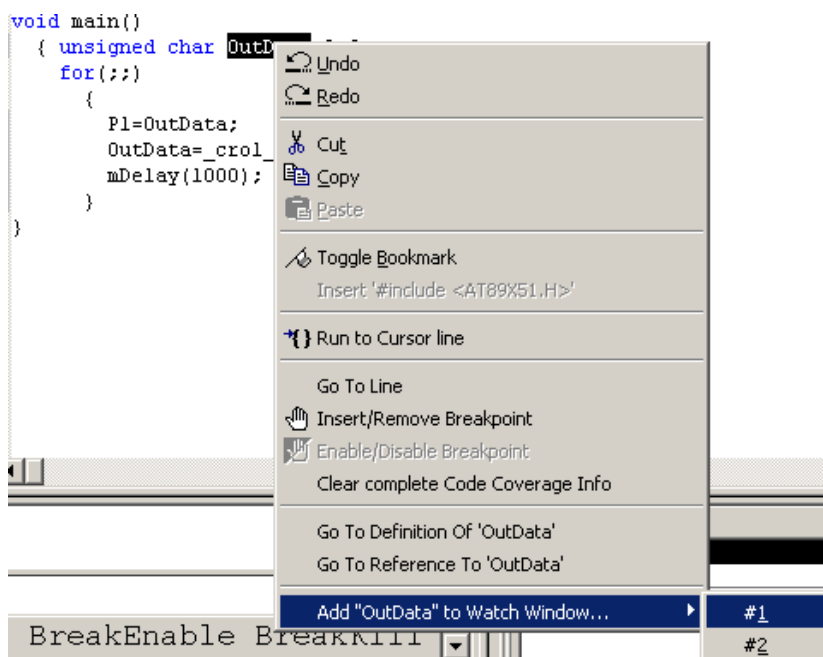 void main()
{ unsigned char OutD
for(;;)
{
P1=OutData;
OutData=_crol_
mDelay(1000);
}
}
Undo
Redo
Cut
Copy
Paste
Toggle Bookmark
Insert '#include <AT89X51.H>'
Run to Cursor line
Go To Line
Insert/Remove Breakpoint
Enable/Disable Breakpoint
Clear complete Code Coverage Info
Go To Definition Of 'OutData'
Go To Reference To 'OutData'
Add "OutData" to Watch Window...
#1
#2
BreakEnable BreakKill